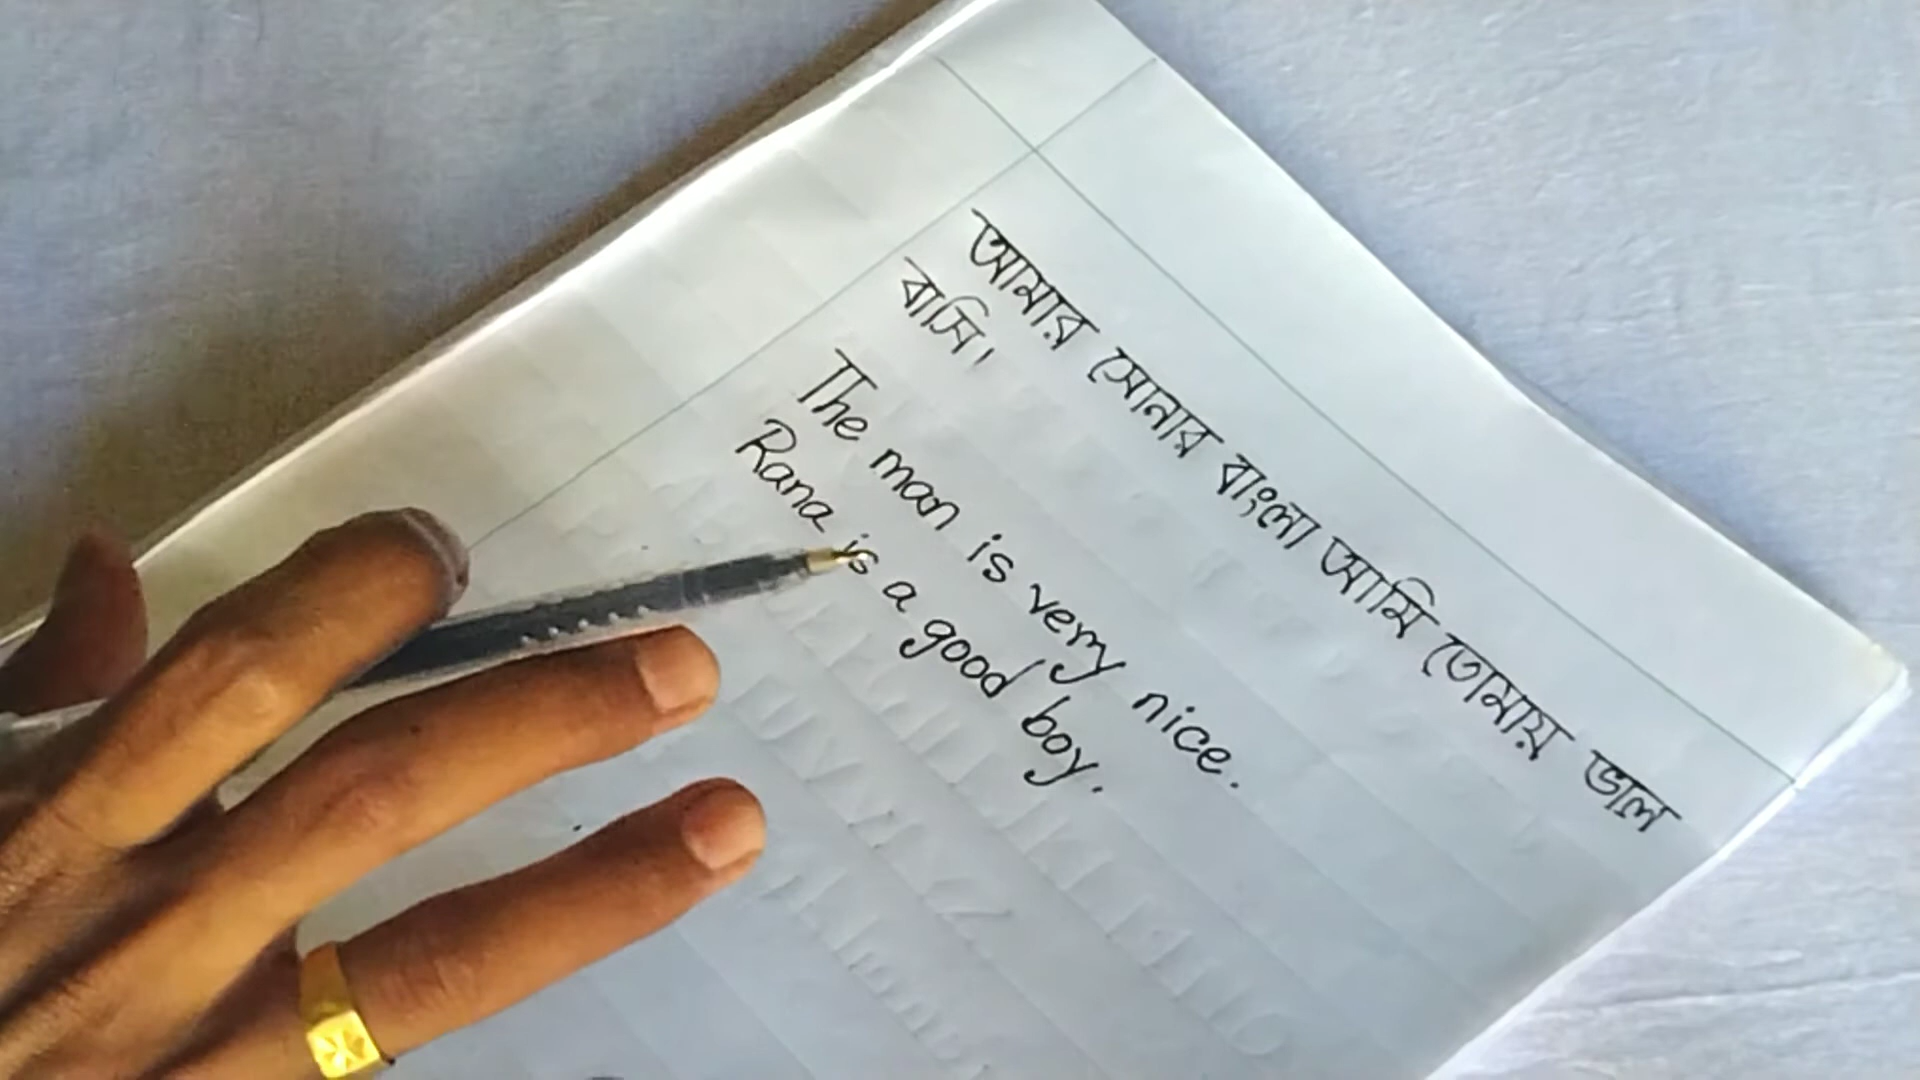 আমার সোনার বাংলা আমি তোমায় ভাল
বাসি।
The man is very nice.
Rana is a good boy.